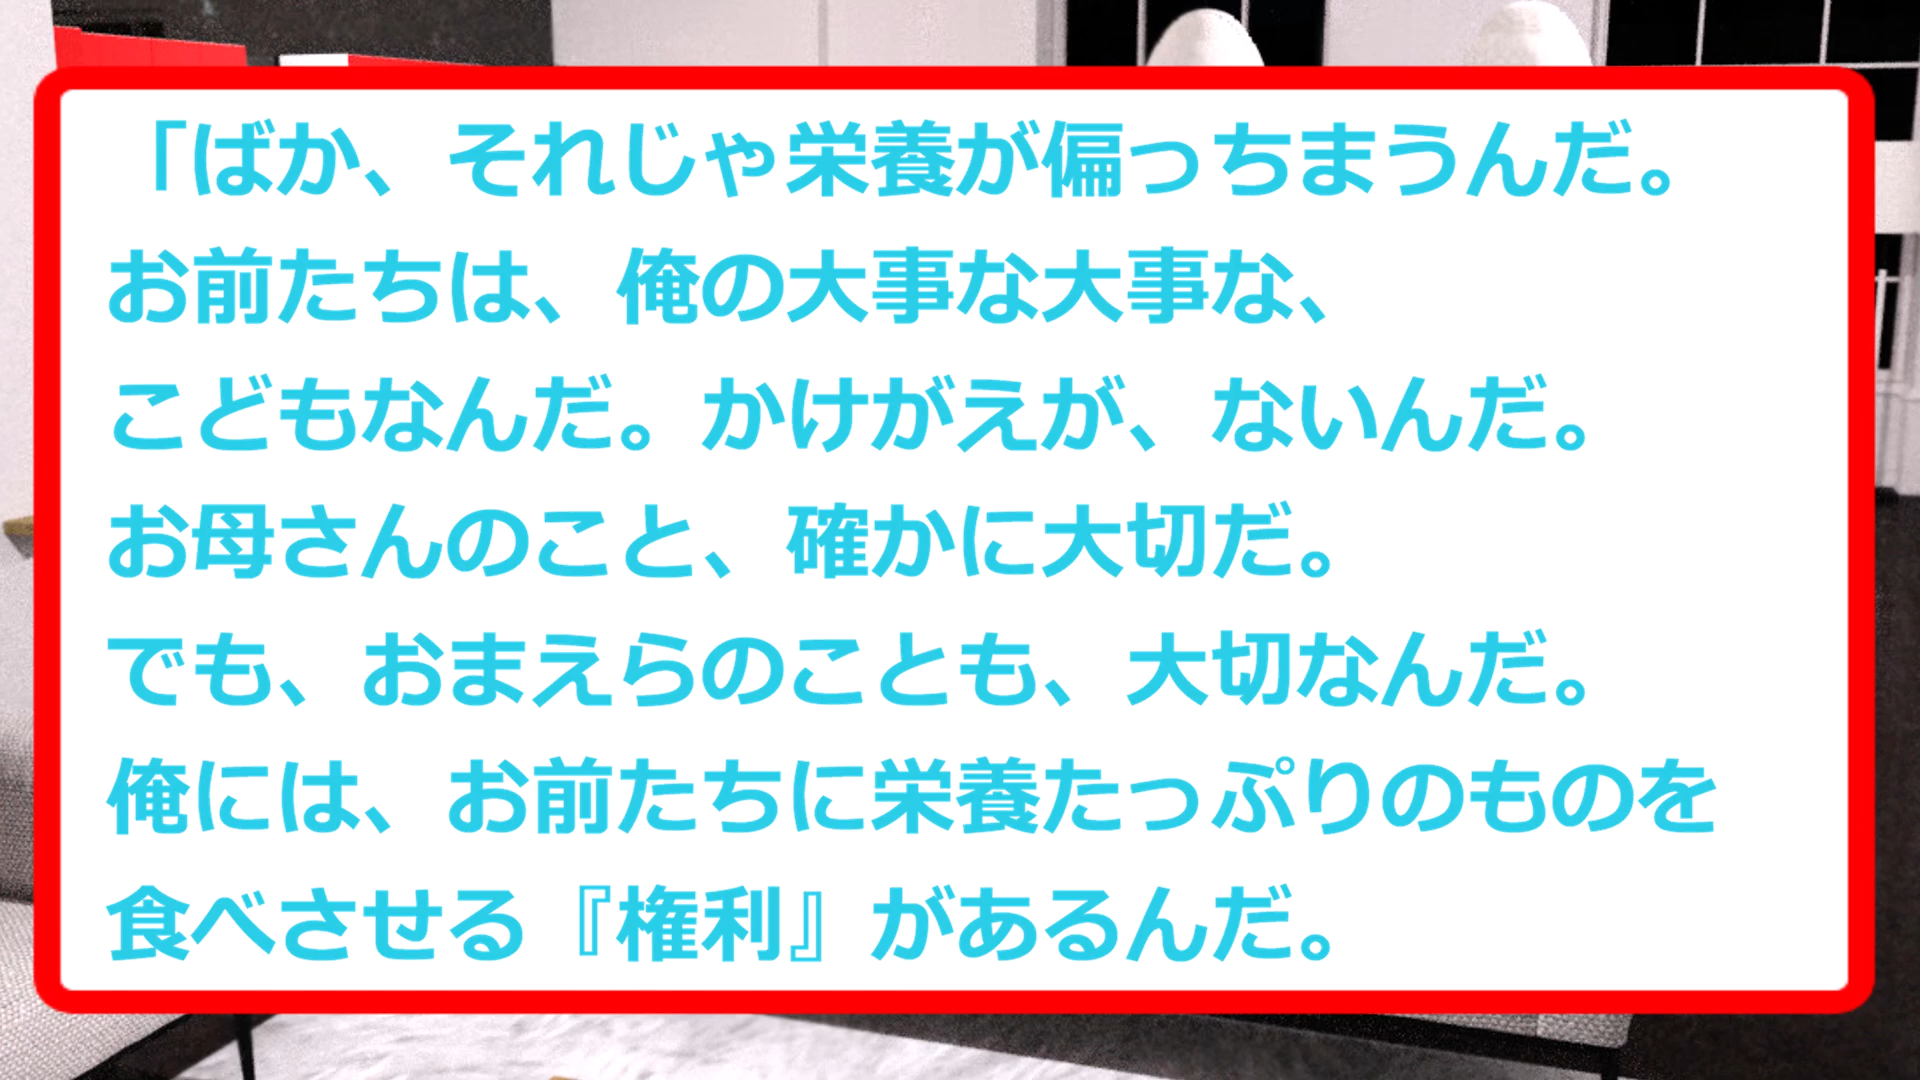 「ばか、それじゃ栄養が偏っちまうんだ。
お前たちは、俺の大事な大事な、
こどもなんだ。かけがえが、ないんだ。
お母さんのこと、確かに大切だ。
でも、おまえらのことも、大切なんだ。
俺には、お前たちに栄養たっぷりのものを
食べさせる『権利』があるんだ。